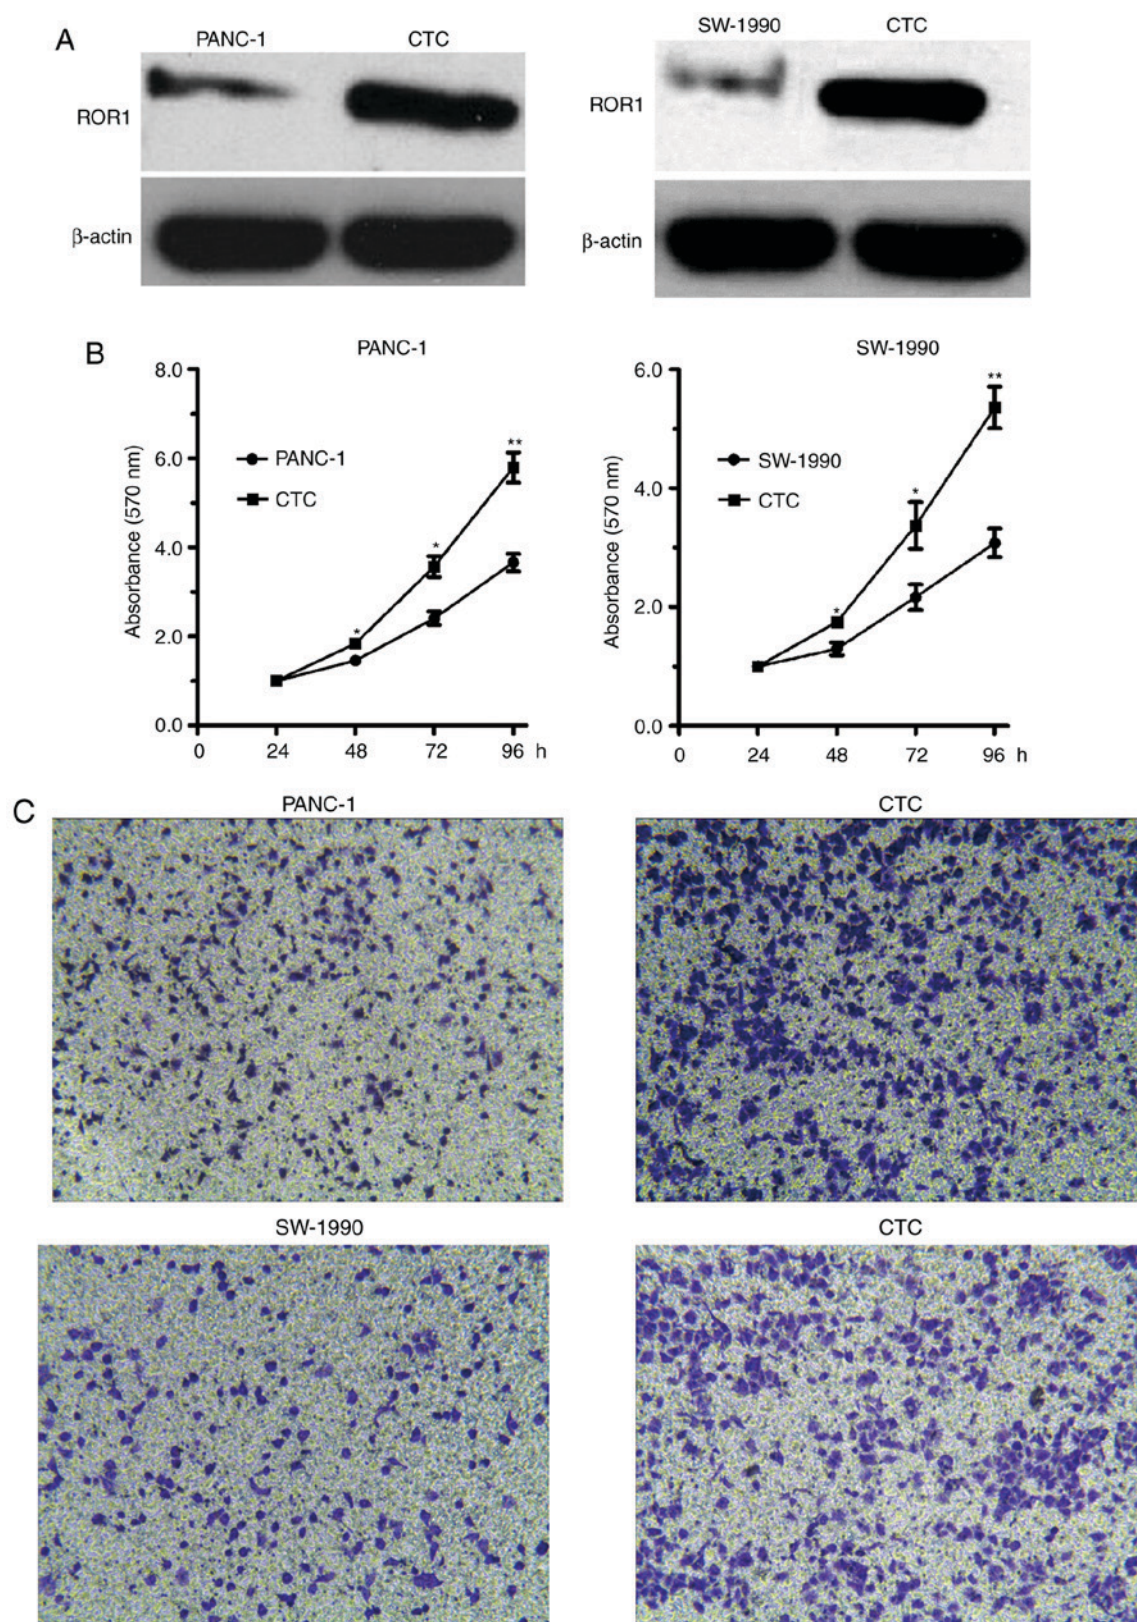 A
PANC-1 CTC
ROR1
β-actin
SW-1990 CTC
ROR1
β-actin
B
PANC-1
8.0
6.0
4.0
2.0
0.0
Absorbance (570 nm)
PANC-1
CTC
*
*
**
0 24 48 72 96 h
SW-1990
6.0
4.0
2.0
0.0
Absorbance (570 nm)
SW-1990
CTC
*
*
**
0 24 48 72 96 h
C
PANC-1 CTC
SW-1990 CTC